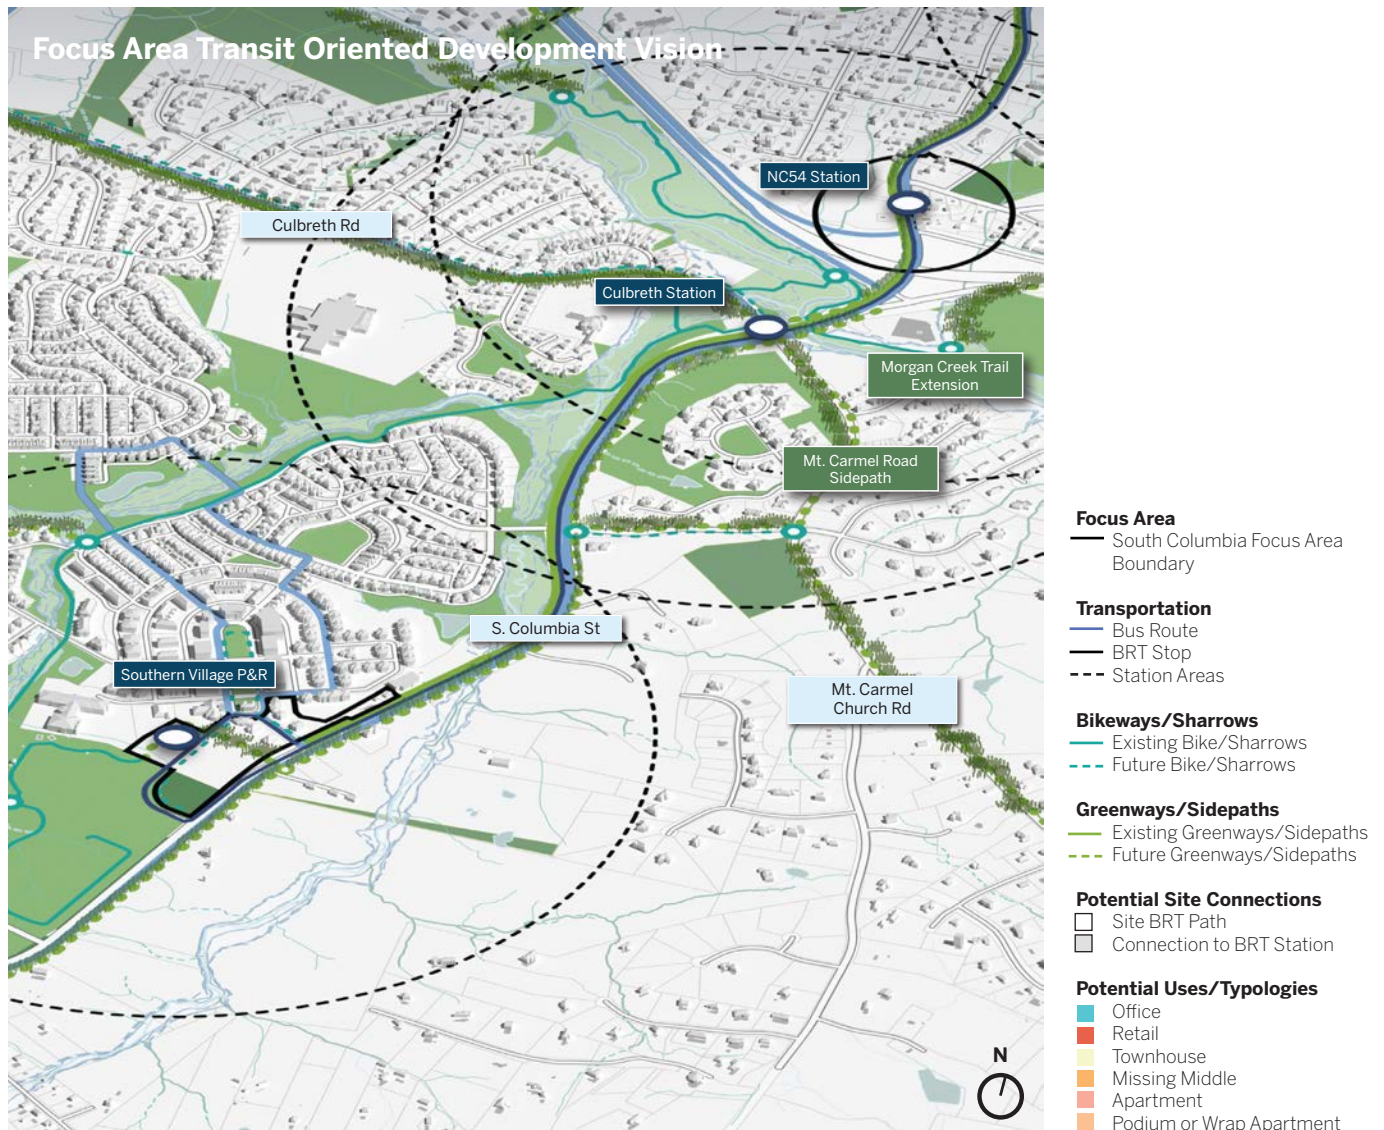 Focus Area Transit Oriented Development Vision
NC54 Station
Culbreth Rd
Culbreth Station
Morgan Creek Trail
Extension
Mt. Carmel Road
Sidepath
S. Columbia St
Southern Village P&R
Mt. Carmel
Church Rd
N
Focus Area
South Columbia Focus Area
Boundary
Transportation
Bus Route
BRT Stop
Station Areas
Bikeways/Sharrows
Existing Bike/Sharrows
Future Bike/Sharrows
Greenways/Sidepaths
Existing Greenways/Sidepaths
Future Greenways/Sidepaths
Potential Site Connections
Site BRT Path
Connection to BRT Station
Potential Uses/Typologies
Office
Retail
Townhouse
Missing Middle
Apartment
Podium or Wrap Apartment